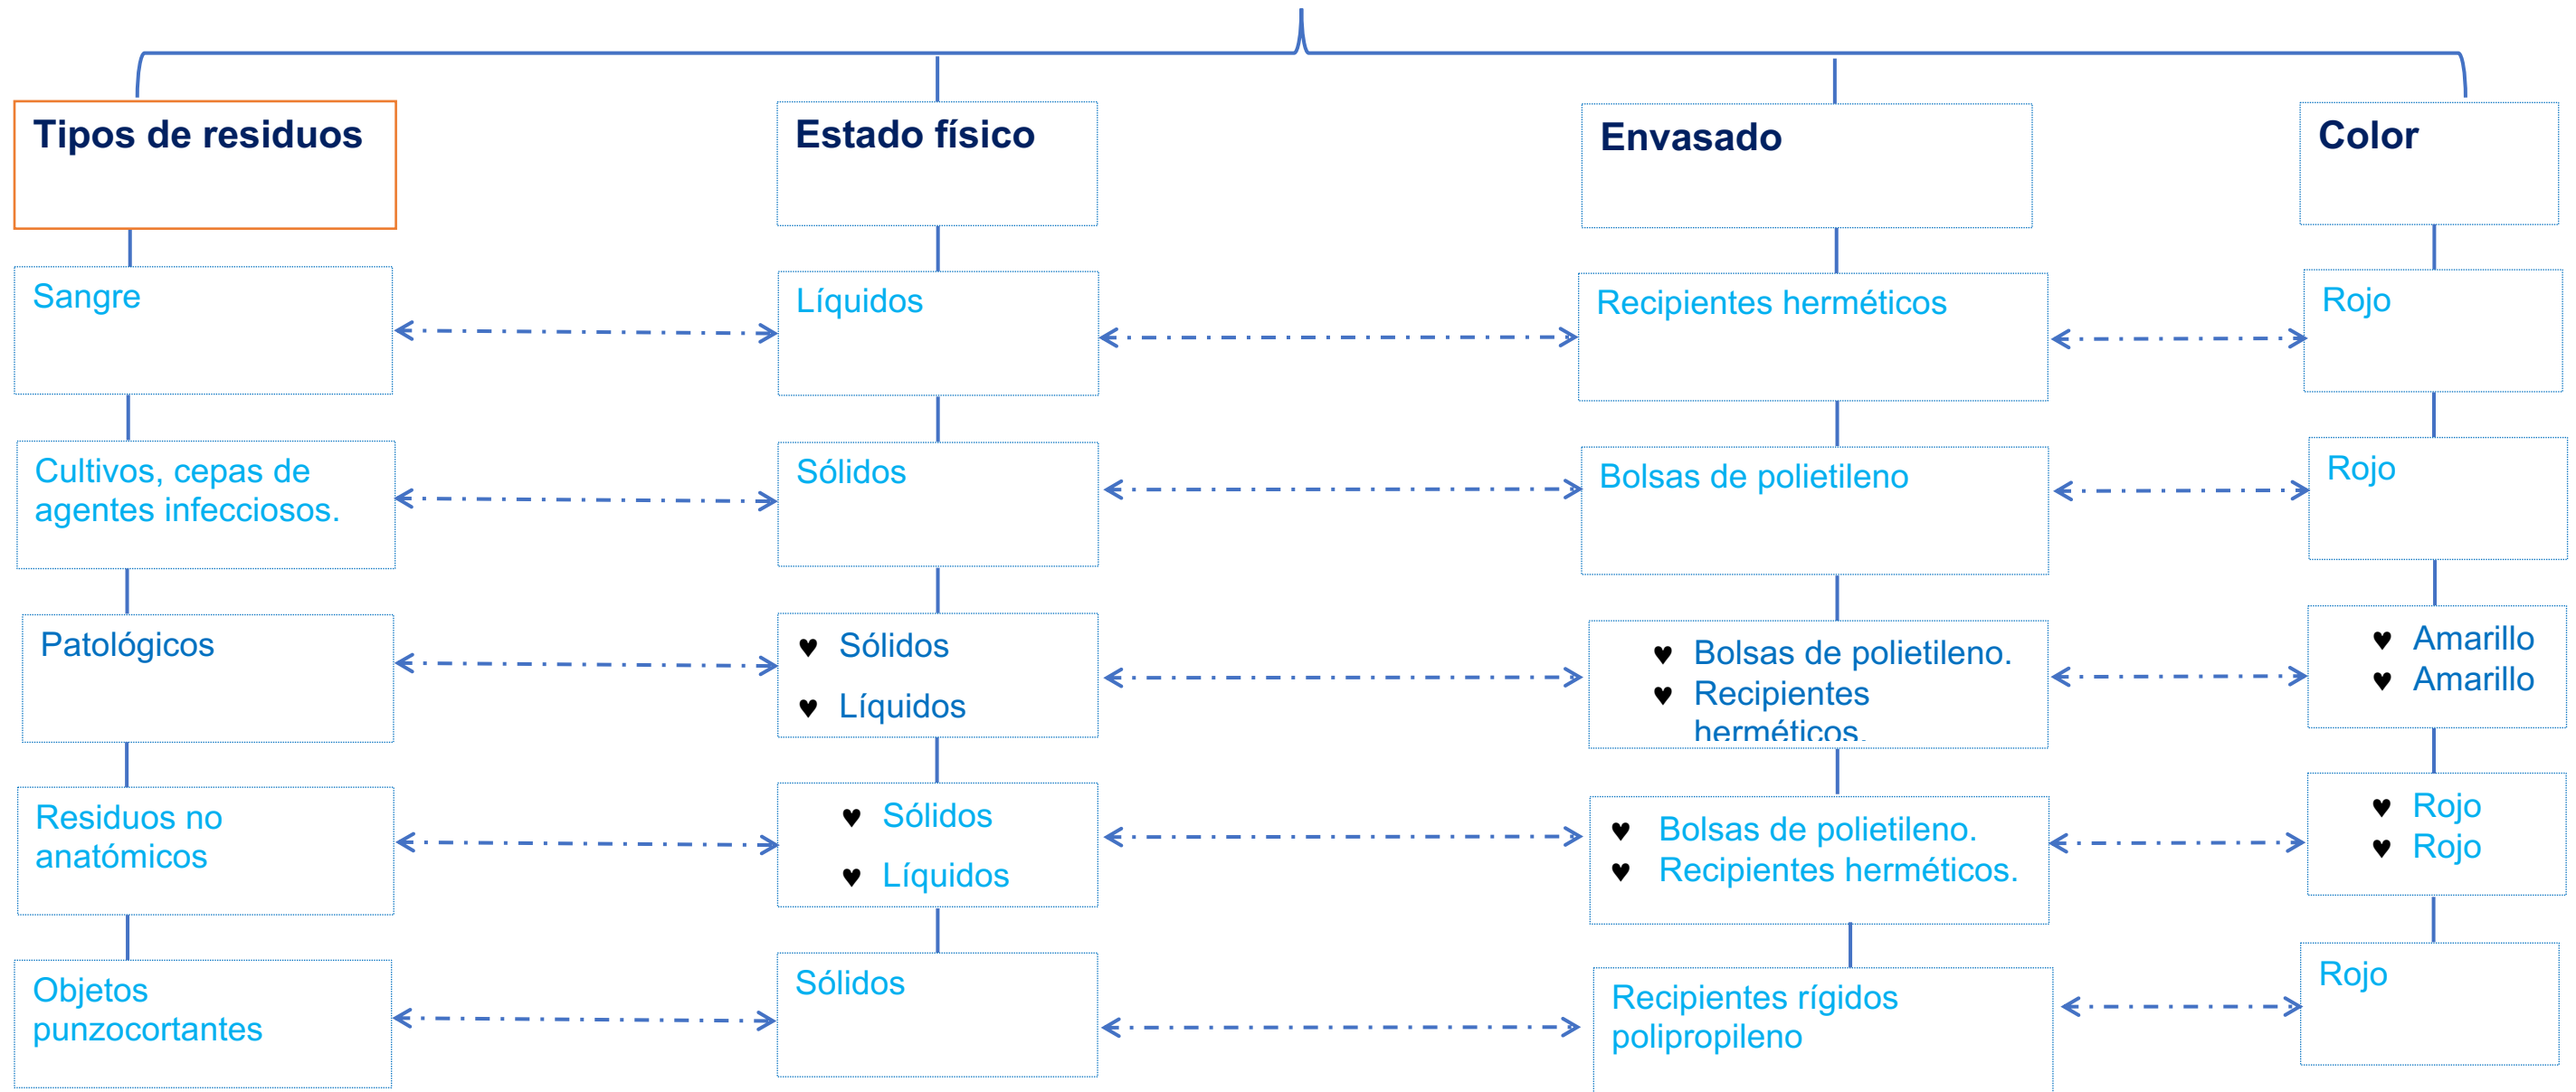 Tipos de residuos
Estado físico
Envasado
Color
Sangre
Líquidos
Recipientes herméticos
Rojo
Cultivos, cepas de
agentes infecciosos.
Sólidos
Bolsas de polietileno
Rojo
Patológicos
♥ Sólidos
♥ Líquidos
♥ Bolsas de polietileno.
♥ Recipientes
herméticos.
♥ Amarillo
♥ Amarillo
Residuos no
anatómicos
♥ Sólidos
♥ Líquidos
♥ Bolsas de polietileno.
♥ Recipientes herméticos.
♥ Rojo
♥ Rojo
Objetos
punzocortantes
Sólidos
Recipientes rígidos
polipropileno
Rojo